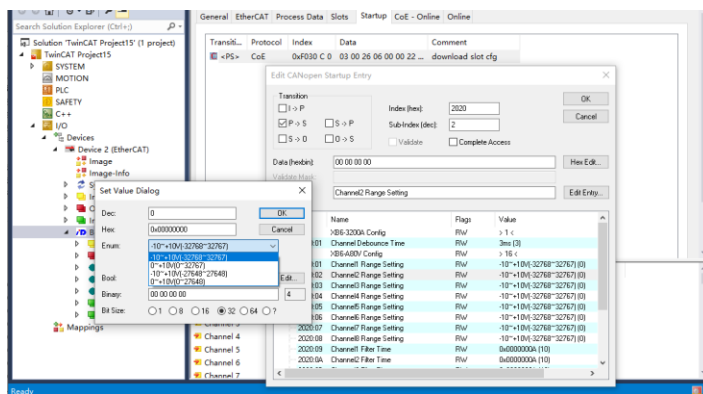 General EtherCAT Process Data Slots Startup CoE - Online Online
Search Solution Explorer (Ctrl+;)
Solution 'TwinCAT Project15' (1 project)
TwinCAT Project15
SYSTEM
MOTION
PLC
SAFETY
C++
I/O
Devices
Device 2 (EtherCAT)
Image
Image-Info
Mappings
Transiti... Protocol Index Data Comment
<PS> CoE 0xF030 C 0 03 00 26 06 00 00 22 ... download slot cfg
Edit CANopen Startup Entry
Transition
I -> P
P -> S S -> P
S -> O O -> S
Index (hex): 2020
Sub-Index (dec): 2
Validate Complete Access
OK
Cancel
Data (hexbin): 00 00 00 00 Hex Edit...
Validate Mask:
Channel2 Range Setting Edit Entry...
Name Flags Value
XB6-3200A Config RW > 1 <
:01 Channel Debounce Time RW 3ms (3)
XB6-A80V Config RW > 16 <
:01 Channel1 Range Setting RW -10~+10V(-32768~32767) (0)
:02 Channel2 Range Setting RW -10~+10V(-32768~32767) (0)
:03 Channel3 Range Setting RW -10~+10V(-32768~32767) (0)
:04 Channel4 Range Setting RW -10~+10V(-32768~32767) (0)
:05 Channel5 Range Setting RW -10~+10V(-32768~32767) (0)
:06 Channel6 Range Setting RW -10~+10V(-32768~32767) (0)
2020:07 Channel7 Range Setting RW -10~+10V(-32768~32767) (0)
2020:08 Channel8 Range Setting RW -10~+10V(-32768~32767) (0)
2020:09 Channel1 Filter Time RW 0x0000000A (10)
2020:0A Channel2 Filter Time RW 0x0000000A (10)
Set Value Dialog
Dec: 0 OK
Hex: 0x00000000 Cancel
Enum: -10~+10V(-32768~32767)
-10~+10V(-32768~32767)
0~+10V(0~32767)
-10~+10V(-27648~27648)
0~+10V(0~27648)
Bool: Edit...
Binary: 00 00 00 00 4
Bit Size: 1 8 16 32 64 ?
Channel 4
Channel 5
Channel 6
Channel 7
Ready